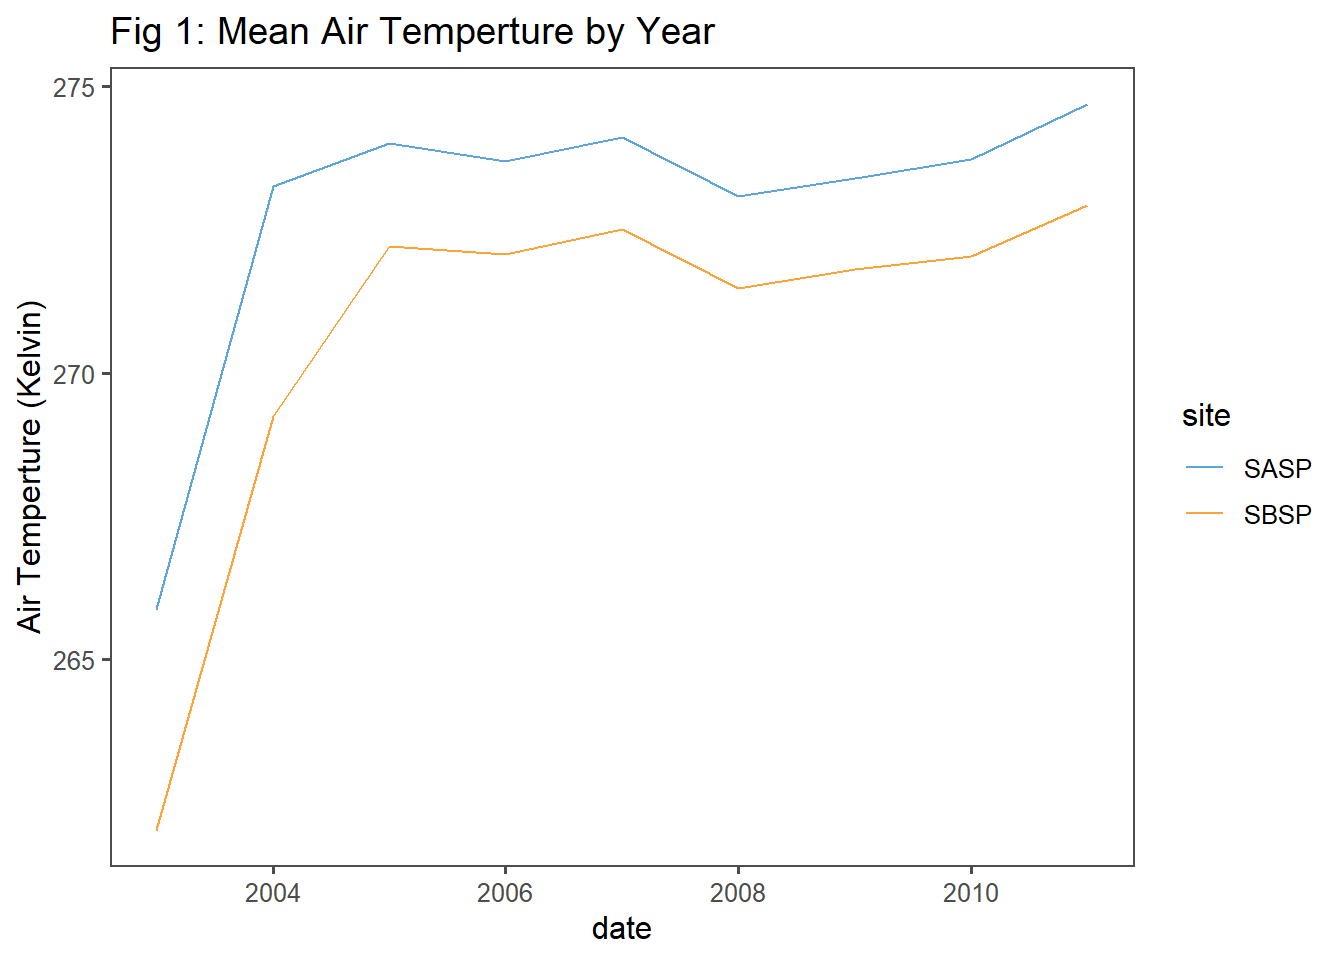 Fig 1: Mean Air Temperture by Year
275
270
265
Air Temperture (Kelvin)
2004 2006 2008 2010
date
site
SASP
SBSP